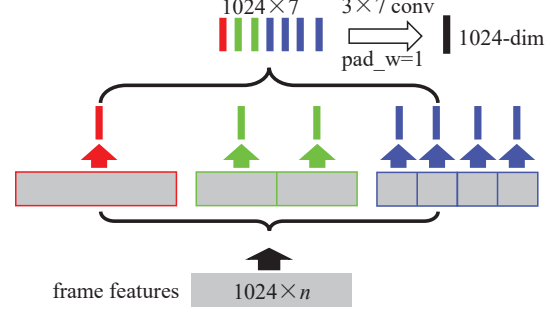 1024×7
3×7 conv
pad_w=1
1024-dim
frame features
1024×n